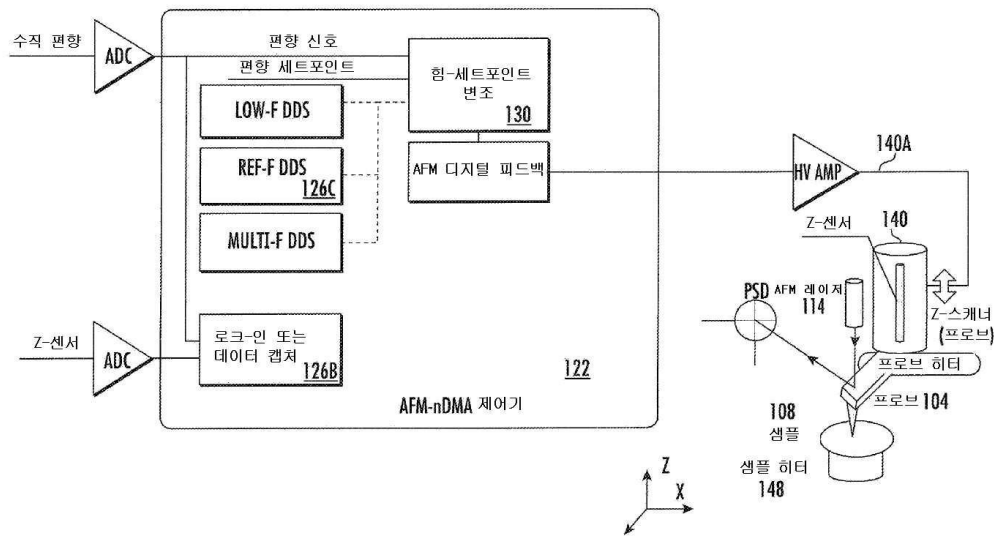 수직 편향
ADC
편향 신호
편향 세트포인트
힘-세트포인트
변조
130
LOW-F DDS
REF-F DDS
126C
MULTI-F DDS
AFM 디지털 피드백
HV AMP
140A
Z-센서
140
PSD
AFM 레이저
114
Z-스캐너
(프로브)
프로브 히터
프로브 104
108
샘플
샘플 히터
148
Z-센서
ADC
로크-인 또는
데이터 캡처
126B
122
AFM-nDMA 제어기
Z
X